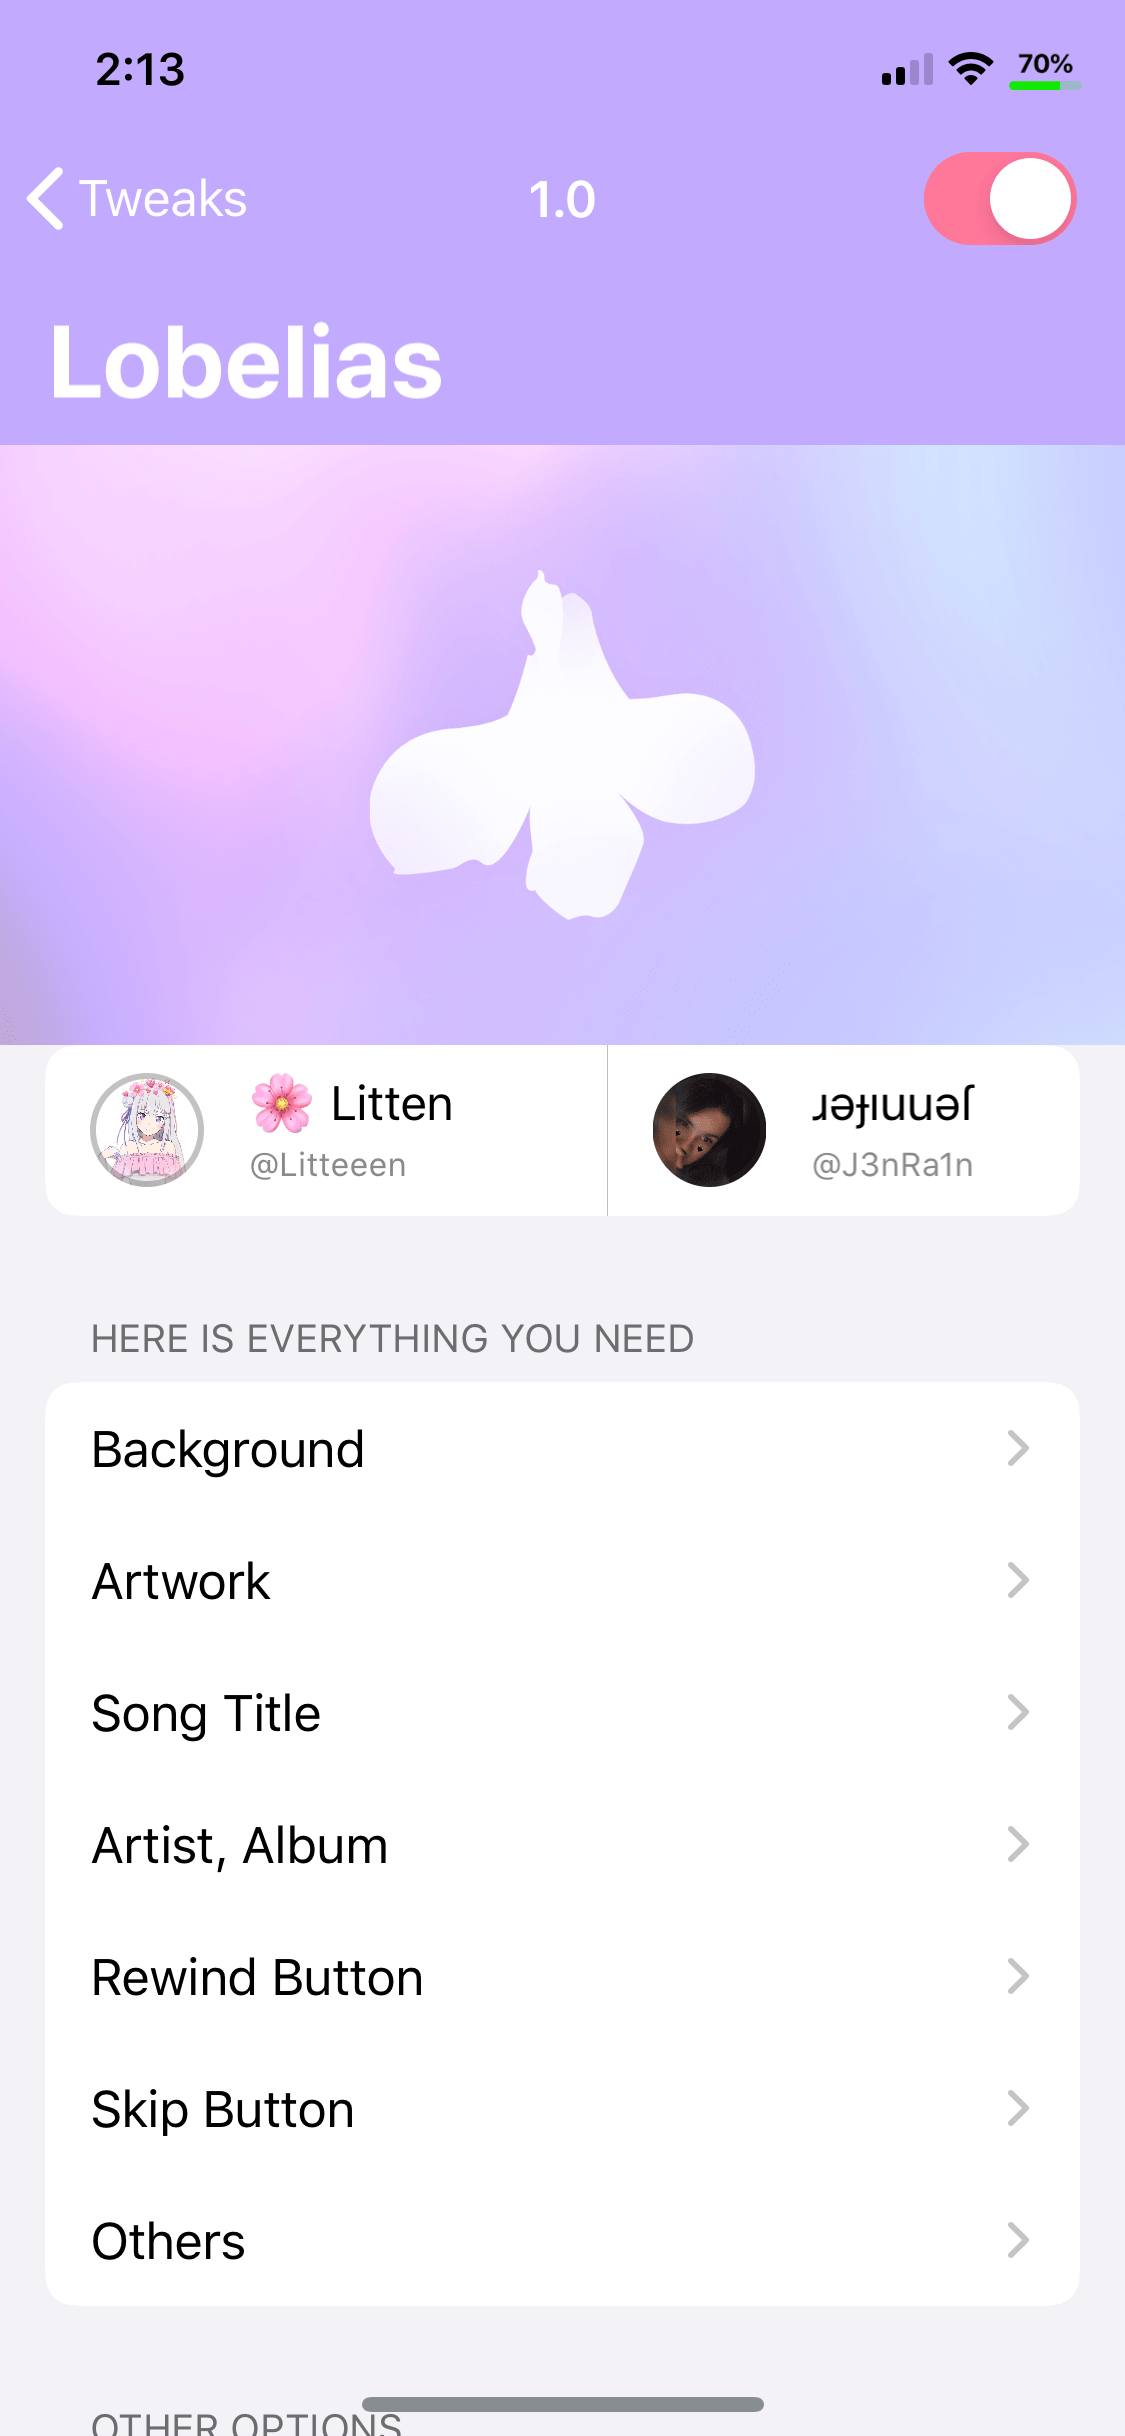 2:13
70%
Tweaks
1.0
Lobelias
🌸 Litten
@Litteeen
ɹǝɟıuuǝſ
@J3nRa1n
HERE IS EVERYTHING YOU NEED
Background
Artwork
Song Title
Artist, Album
Rewind Button
Skip Button
Others
OTHER OPTIONS